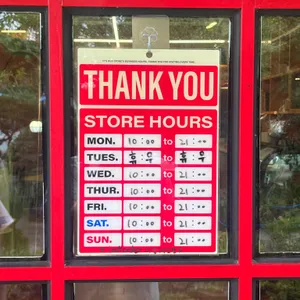 THANK YOU
STORE HOURS
MON. 10:00 to 21:00
TUES. to
WED. 10:00 to 21:00
THUR. 10:00 to 21:00
FRI. 10:00 to 21:00
SAT. 10:00 to 21:00
SUN. 10:00 to 21:00